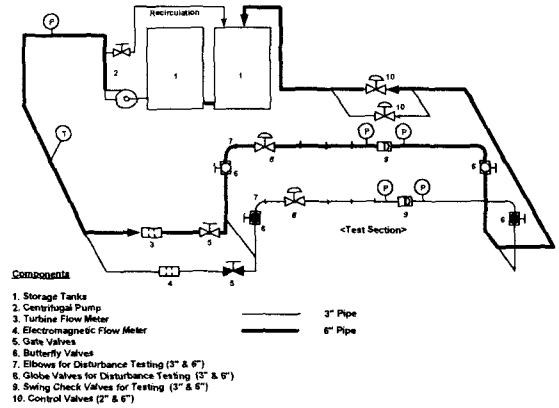 P
Recirculation
2
1
1
10
10
T
7
8
P
P
9
6
6
7
8
P
P
9
6
6
<Test Section>
3
5
4
5
Components
1. Storage Tanks
2. Centrifugal Pump
3. Turbine Flow Meter
4. Electromagnetic Flow Meter
5. Gate Valves
6. Butterfly Valves
7. Elbows for Disturbance Testing (3" & 6")
8. Globe Valves for Disturbance Testing (3" & 6")
9. Swing Check Valves for Testing (3" & 6")
10. Control Valves (2" & 6")
3" Pipe
6" Pipe